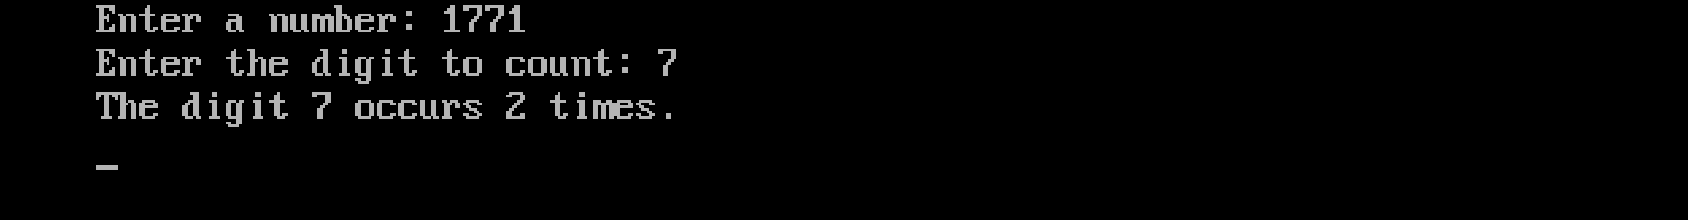 Enter a number: 1771
Enter the digit to count: 7
The digit 7 occurs 2 times.
_